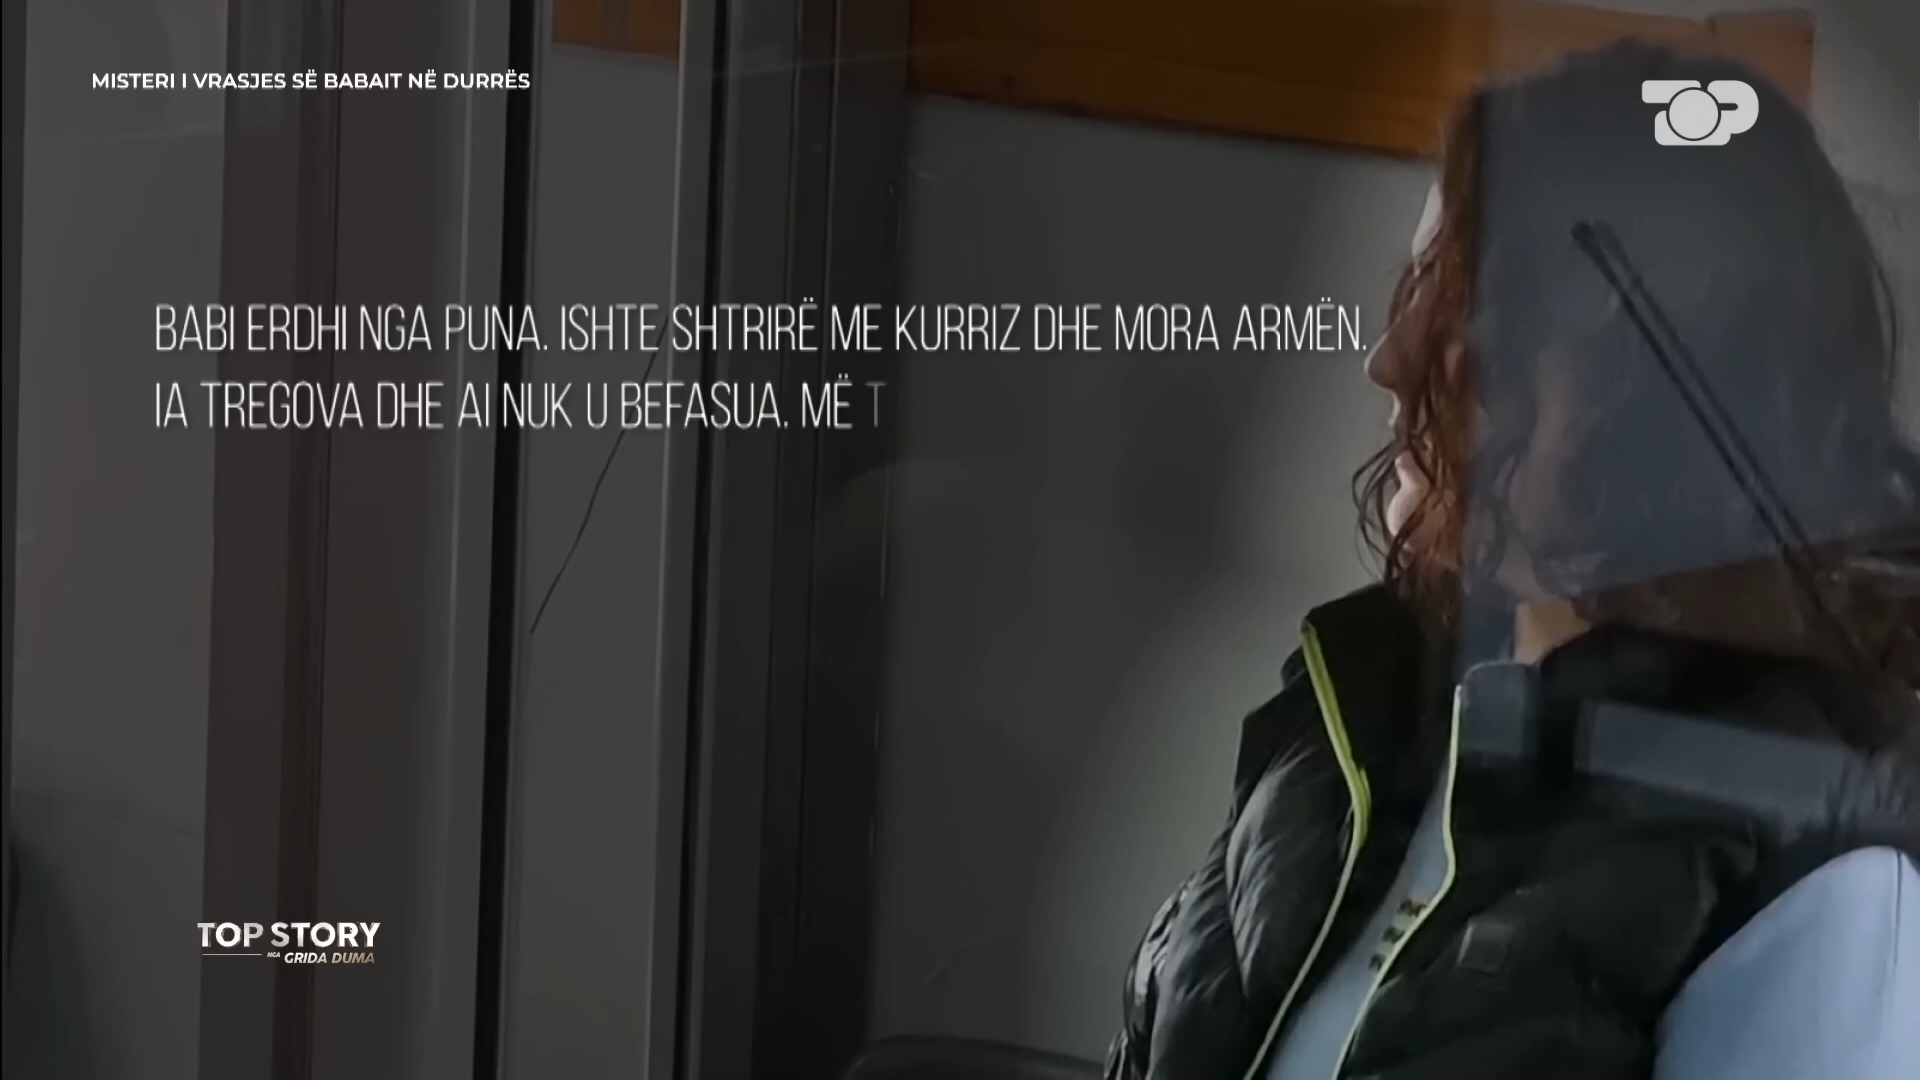 MISTERI I VRASJES SË BABAIT NË DURRËS
TOP
BABI ERDHI NGA PUNA. ISHTE SHTRIRË ME KURRIZ DHE MORA ARMËN.
IA TREGOVA DHE AI NUK U BEFASUA. MË T
TOP STORY
NGA GRIDA DUMA